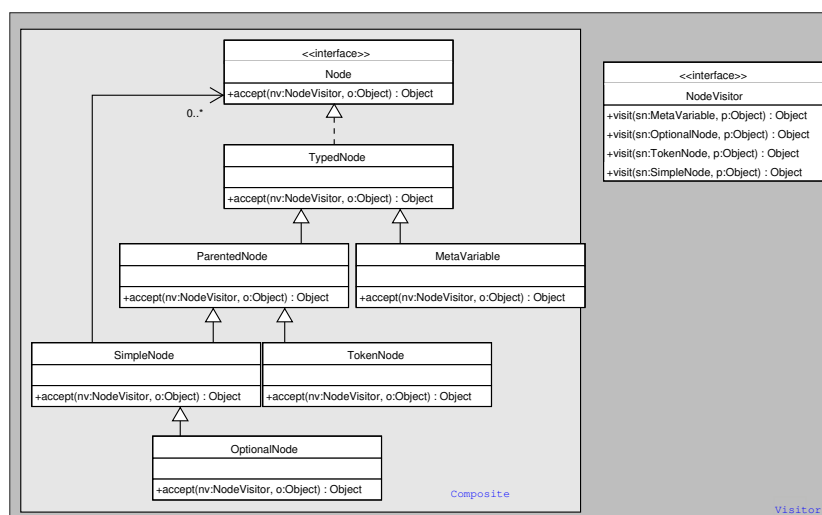 <<interface>>
Node
+accept(nv:NodeVisitor, o:Object) : Object
0..*
TypedNode
+accept(nv:NodeVisitor, o:Object) : Object
ParentedNode
+accept(nv:NodeVisitor, o:Object) : Object
MetaVariable
+accept(nv:NodeVisitor, o:Object) : Object
SimpleNode
+accept(nv:NodeVisitor, o:Object) : Object
TokenNode
+accept(nv:NodeVisitor, o:Object) : Object
OptionalNode
+accept(nv:NodeVisitor, o:Object) : Object
Composite
<<interface>>
NodeVisitor
+visit(sn:MetaVariable, p:Object) : Object
+visit(sn:OptionalNode, p:Object) : Object
+visit(sn:TokenNode, p:Object) : Object
+visit(sn:SimpleNode, p:Object) : Object
Visitor